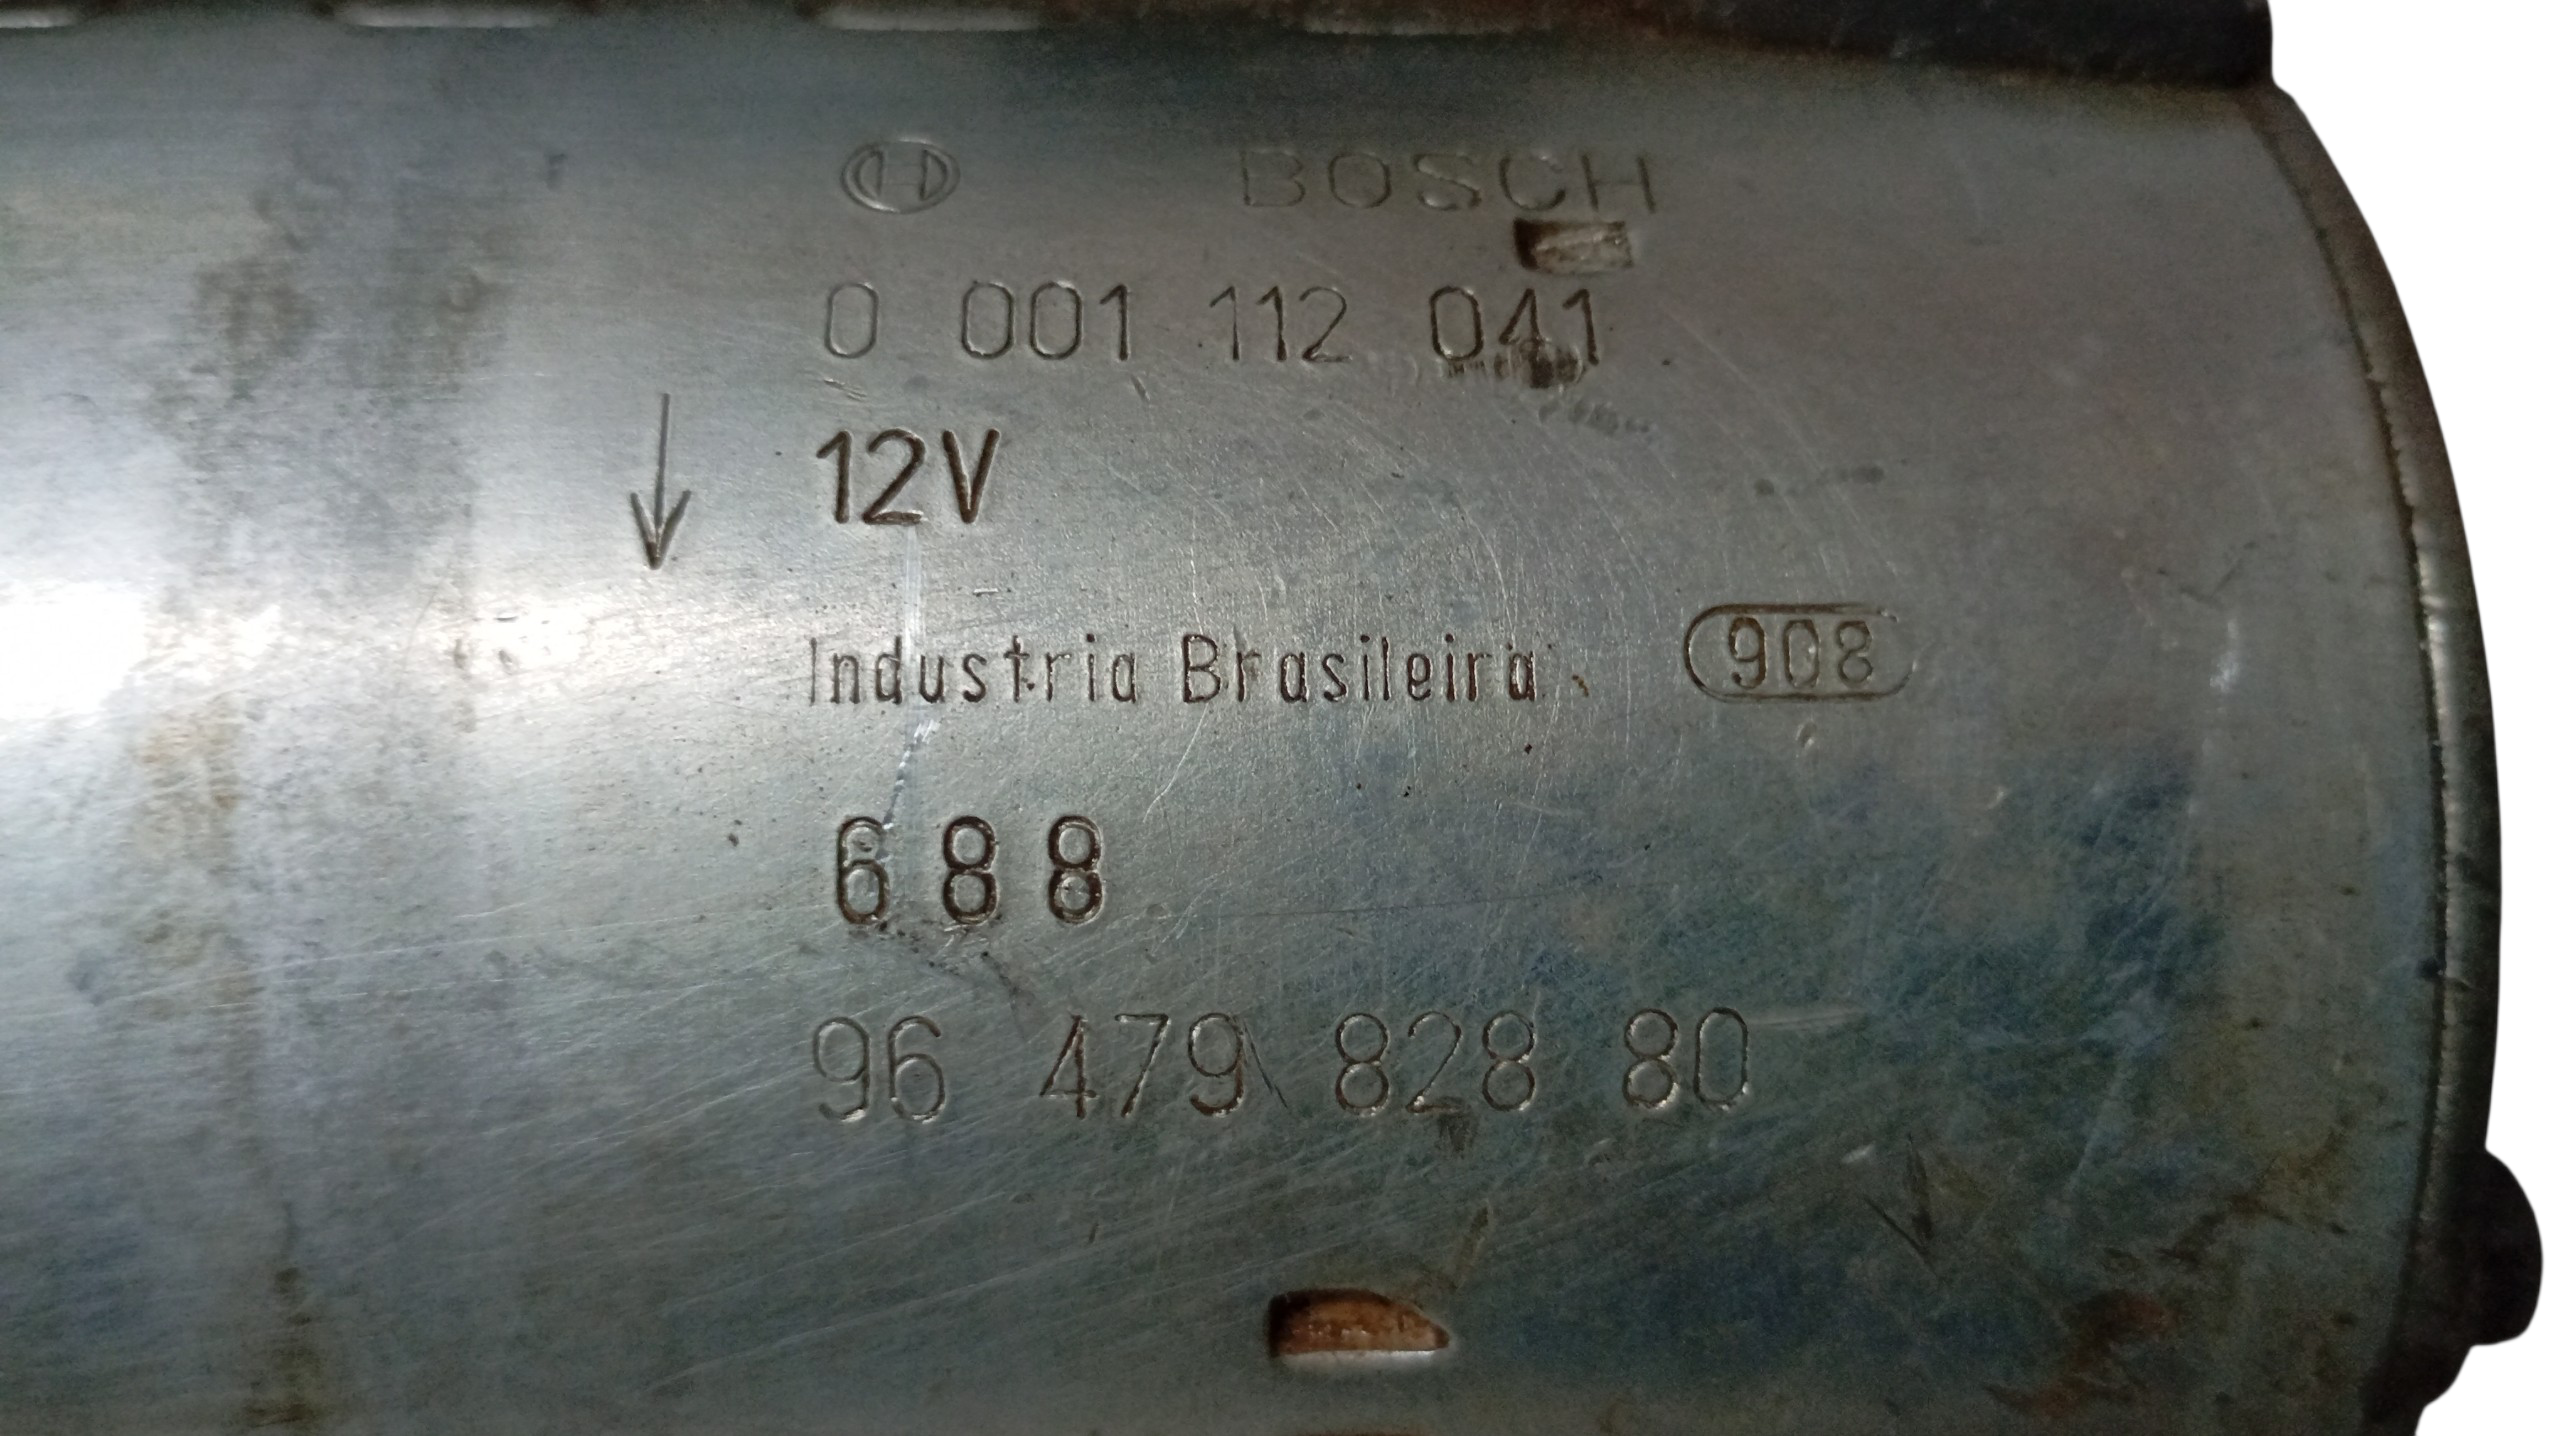 BOSCH
0 001 112 041
12V
Industria Brasileira 908
688
96 479 828 80